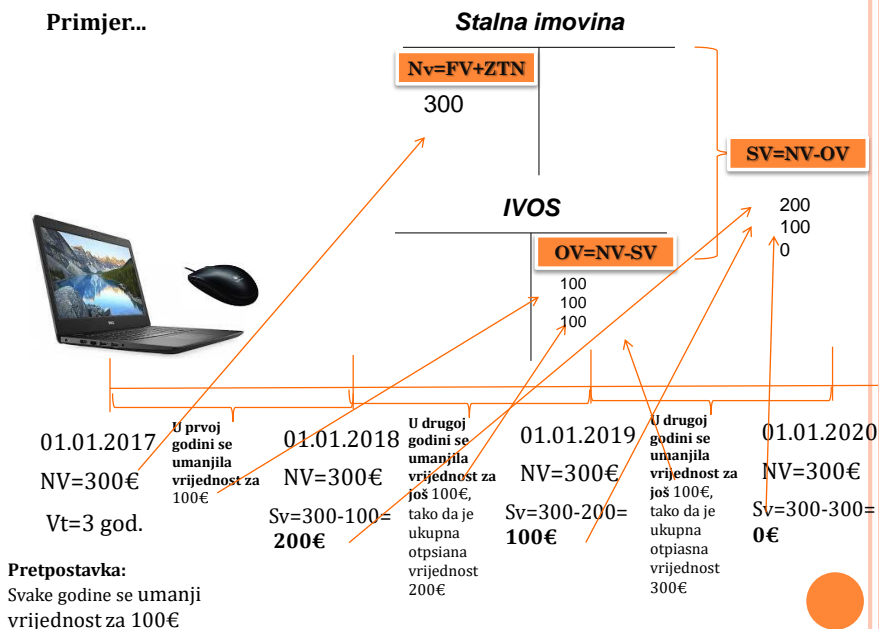 Primjer...
Stalna imovina
Nv=FV+ZTN
300
SV=NV-OV
200
100
0
IVOS
OV=NV-SV
100
100
100
01.01.2017
NV=300€
Vt=3 god.
U prvoj
godini se
umanjila
vrijednost za
100€
01.01.2018
NV=300€
Sv=300-100=
200€
U drugoj
godini se
umanjila
vrijednost za
još 100€,
tako da je
ukupna
otpsiana
vrijednost
200€
01.01.2019
NV=300€
Sv=300-200=
100€
U drugoj
godini se
umanjila
vrijednost za
još 100€,
tako da je
ukupna
otpiasna
vrijednost
300€
01.01.2020
NV=300€
Sv=300-300=
0€
Pretpostavka:
Svake godine se umanji
vrijednost za 100€